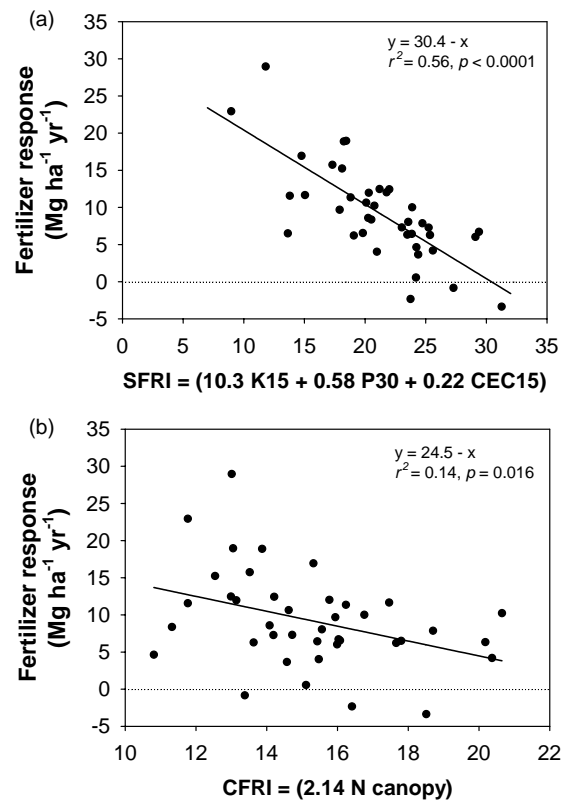 (a)
35
30
25
20
15
10
5
0
-5
Fertilizer response
(Mg ha⁻¹ yr⁻¹)
y = 30.4 - x
r² = 0.56, p < 0.0001
0 5 10 15 20 25 30 35
SFRI = (10.3 K15 + 0.58 P30 + 0.22 CEC15)
(b)
35
30
25
20
15
10
5
0
-5
Fertilizer response
(Mg ha⁻¹ yr⁻¹)
y = 24.5 - x
r² = 0.14, p = 0.016
10 12 14 16 18 20 22
CFRI = (2.14 N canopy)